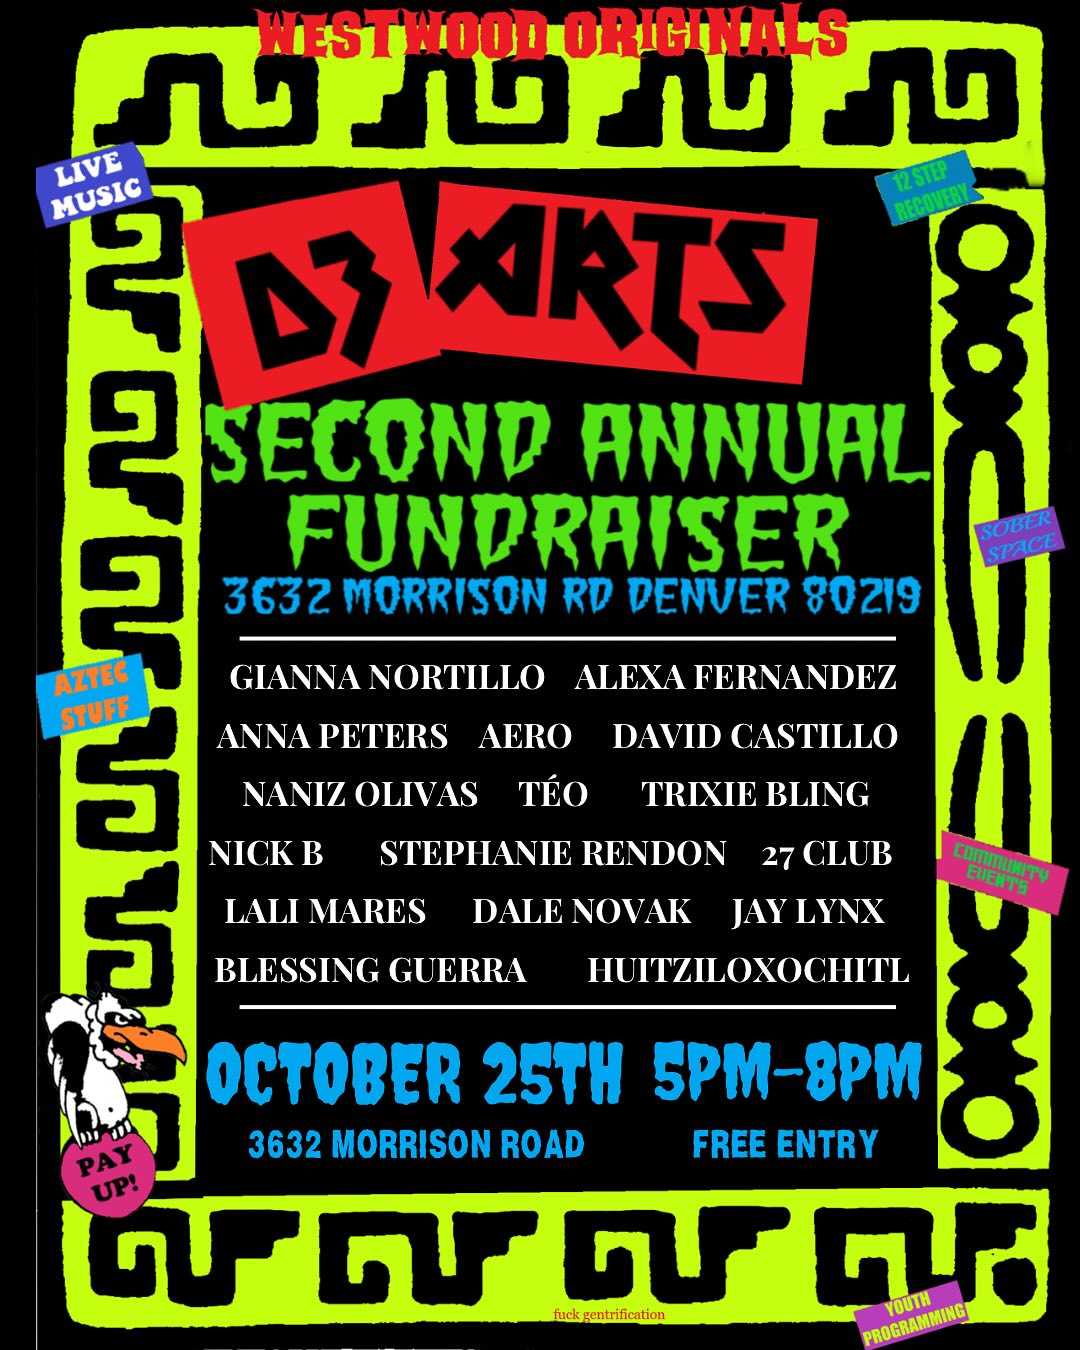 WESTWOOD ORIGINALS
LIVE
MUSIC
12 STEP
RECOVERY
D3 ARTS
SECOND ANNUAL
FUNDRAISER
3632 MORRISON RD DENVER 80219
SOBER
SPACE
GIANNA NORTILLO ALEXA FERNANDEZ
AZTEC
STUFF
ANNA PETERS AERO DAVID CASTILLO
NANIZ OLIVAS TÉO TRIXIE BLING
NICK B STEPHANIE RENDON 27 CLUB
COMMUNITY
EVENTS
LALI MARES DALE NOVAK JAY LYNX
BLESSING GUERRA HUITZILOXOCHITL
OCTOBER 25TH 5PM-8PM
3632 MORRISON ROAD FREE ENTRY
PAY
UP!
fuck gentrification
YOUTH
PROGRAMMING